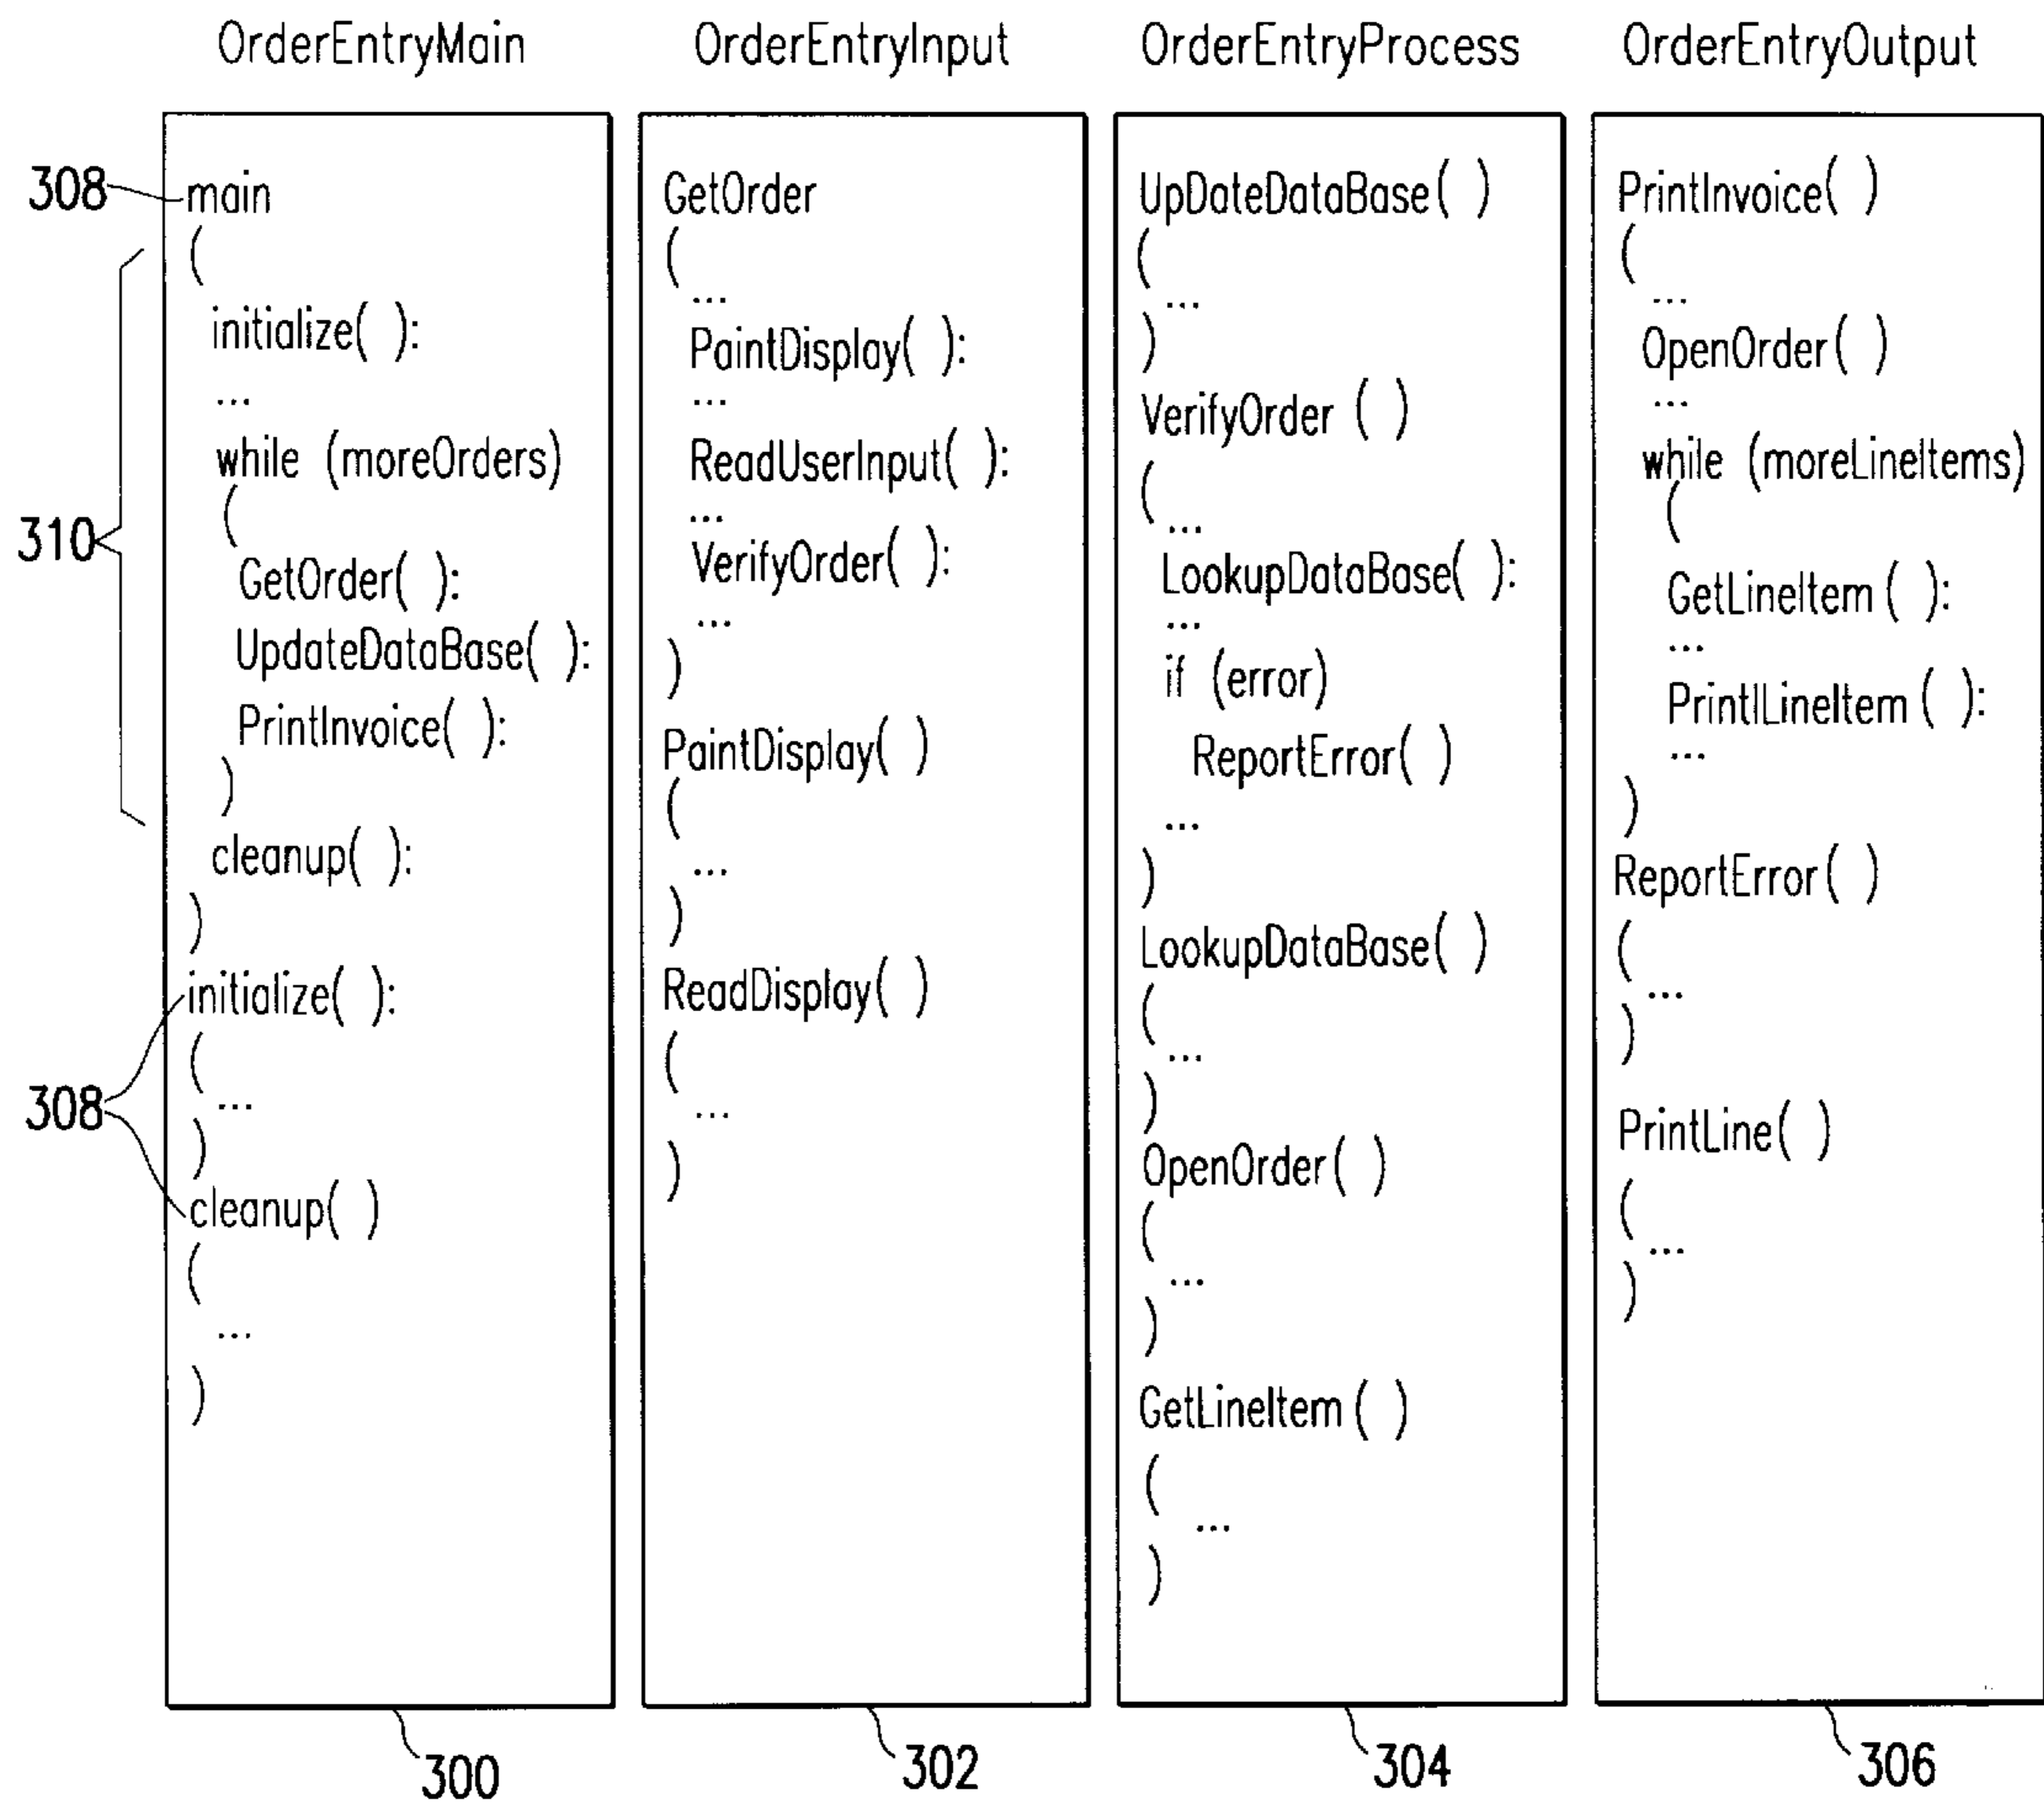 OrderEntryMain
308
main
(
initialize( ):
...
while (moreOrders)
(
310
GetOrder( ):
UpdateDataBase( ):
PrintInvoice( ):
)
cleanup( ):
)
initialize( ):
(
308
...
)
cleanup( )
(
...
)
300
OrderEntryInput
GetOrder
(
...
PaintDisplay( ):
...
ReadUserInput( ):
...
VerifyOrder( ):
...
)
PaintDisplay( )
(
...
)
ReadDisplay( )
(
...
)
302
OrderEntryProcess
UpDateDataBase( )
(
...
)
VerifyOrder ( )
(
...
LookupDataBase( ):
...
if (error)
ReportError( )
...
)
LookupDataBase( )
(
...
)
OpenOrder( )
(
...
)
GetLineItem ( )
(
...
)
304
OrderEntryOutput
PrintInvoice( )
(
...
OpenOrder( )
...
while (moreLineItems)
(
GetLineItem ( ):
...
PrintlLineItem ( ):
...
)
ReportError( )
(
...
)
PrintLine( )
(
...
)
306